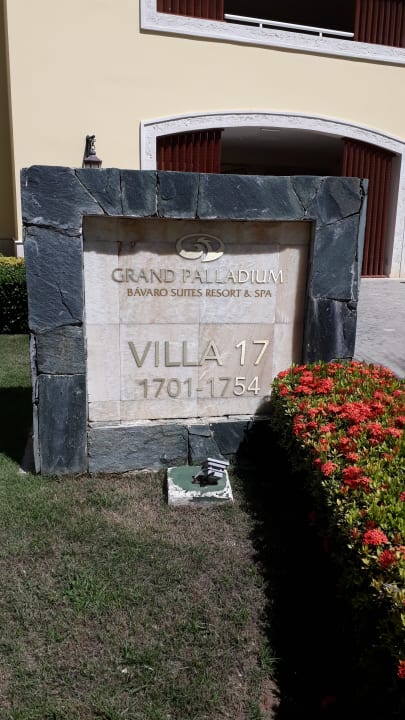 GRAND PALLADIUM
BÁVARO SUITES RESORT & SPA
VILLA 17
1701-1754